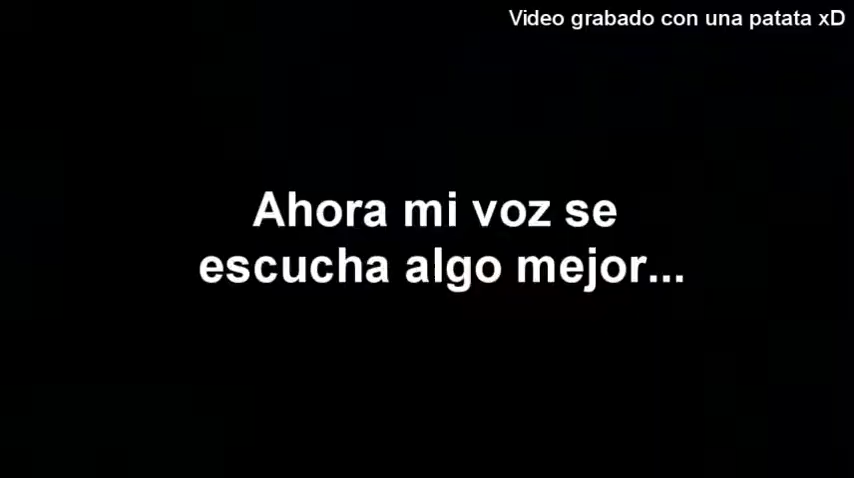 Video grabado con una patata xD
Ahora mi voz se
escucha algo mejor...